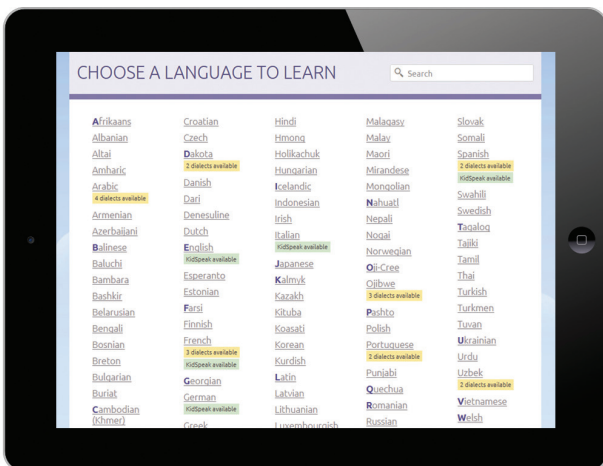 CHOOSE A LANGUAGE TO LEARN
Search
Afrikaans
Albanian
Altai
Amharic
Arabic
4 dialects available
Armenian
Azerbaijani
Balinese
Baluchi
Bambara
Bashkir
Belarusian
Bengali
Bosnian
Breton
Bulgarian
Buriat
Cambodian
(Khmer)
Croatian
Czech
Dakota
2 dialects available
Danish
Dari
Denesuline
Dutch
English
KidSpeak available
Esperanto
Estonian
Farsi
Finnish
French
3 dialects available
KidSpeak available
Georgian
German
KidSpeak available
Greek
Hindi
Hmong
Holikachuk
Hungarian
Icelandic
Indonesian
Irish
Italian
KidSpeak available
Japanese
Kalmyk
Kazakh
Kituba
Koasati
Korean
Kurdish
Latin
Latvian
Lithuanian
Luxembourgish
Malagasy
Malay
Maori
Mirandese
Mongolian
Nahuatl
Nepali
Nogai
Norwegian
Oji-Cree
Ojibwe
3 dialects available
Pashto
Polish
Portuguese
2 dialects available
Punjabi
Quechua
Romanian
Russian
Slovak
Somali
Spanish
2 dialects available
KidSpeak available
Swahili
Swedish
Tagalog
Tajiki
Tamil
Thai
Turkish
Turkmen
Tuvan
Ukrainian
Urdu
Uzbek
2 dialects available
Vietnamese
Welsh